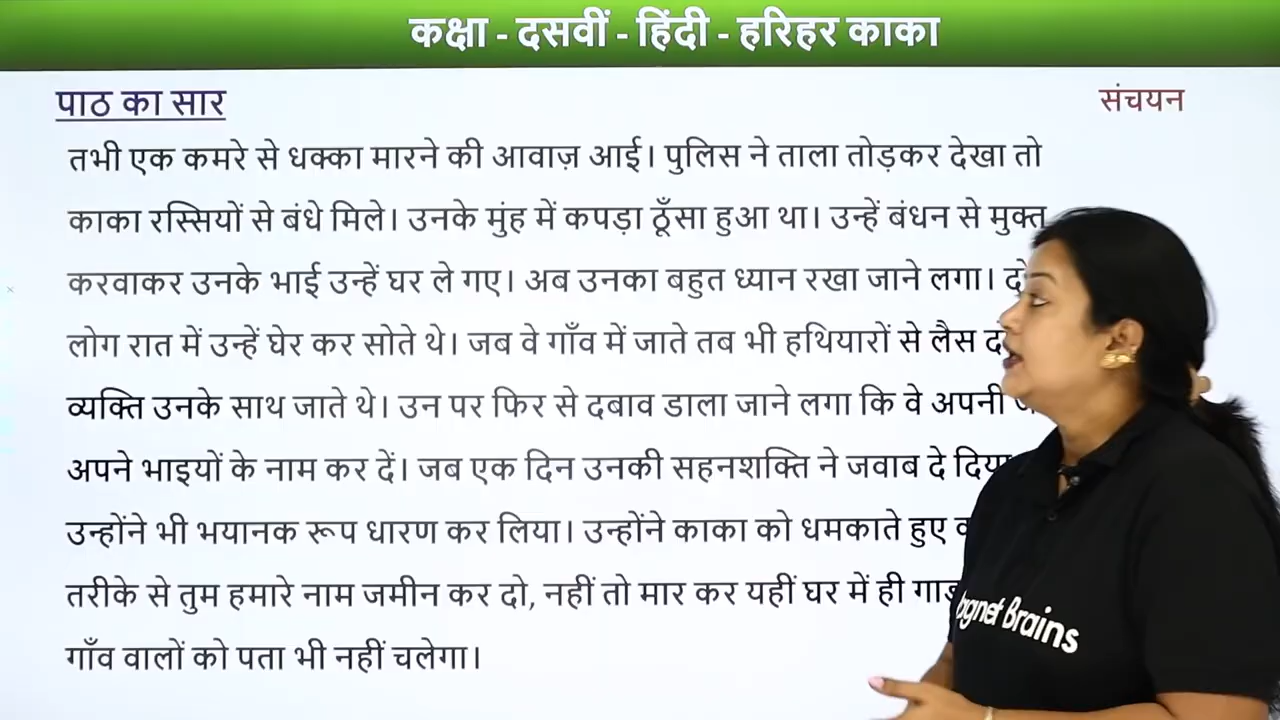 कक्षा - दसवीं - हिंदी - हरिहर काका
पाठ का सार
संचयन
तभी एक कमरे से धक्का मारने की आवाज़ आई। पुलिस ने ताला तोड़कर देखा तो
काका रस्सियों से बंधे मिले। उनके मुंह में कपड़ा ठूँसा हुआ था। उन्हें बंधन से मुक्त
करवाकर उनके भाई उन्हें घर ले गए। अब उनका बहुत ध्यान रखा जाने लगा।
लोग रात में उन्हें घेर कर सोते थे। जब वे गाँव में जाते तब भी हथियारों से लैस
व्यक्ति उनके साथ जाते थे। उन पर फिर से दबाव डाला जाने लगा कि वे अपनी
अपने भाइयों के नाम कर दें। जब एक दिन उनकी सहनशक्ति ने जवाब दे दिया
उन्होंने भी भयानक रूप धारण कर लिया। उन्होंने काका को धमकाते हुए
तरीके से तुम हमारे नाम जमीन कर दो, नहीं तो मार कर यहीं घर में ही
गाँव वालों को पता भी नहीं चलेगा।
agnet Brains